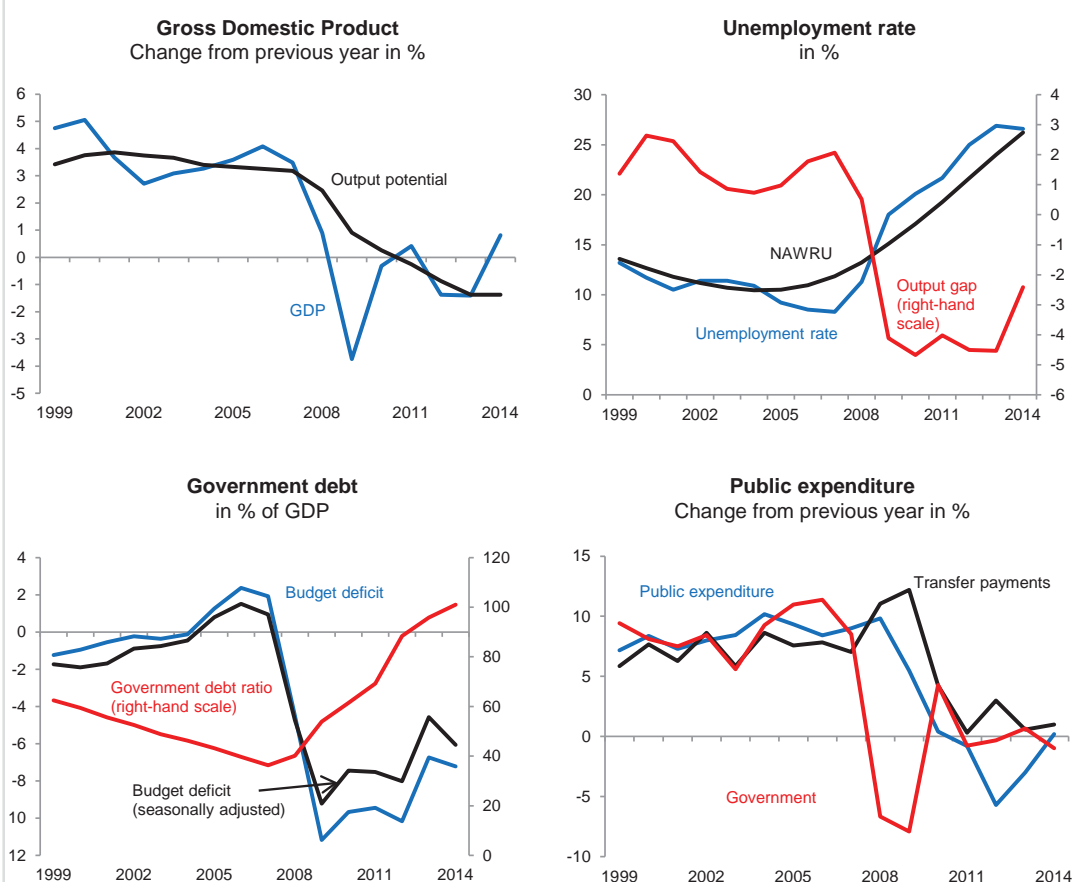 Gross Domestic Product
Change from previous year in %
6
5
4
3
2
1
0
-1
-2
-3
-4
-5
Output potential
GDP
1999 2002 2005 2008 2011 2014
Unemployment rate
in %
30
25
20
15
10
5
0
4
3
2
1
0
-1
-2
-3
-4
-5
-6
NAWRU
Output gap
(right-hand
scale)
Unemployment rate
1999 2002 2005 2008 2011 2014
Government debt
in % of GDP
4
2
0
-2
-4
-6
-8
10
12
120
100
80
60
40
20
0
Budget deficit
Government debt ratio
(right-hand scale)
Budget deficit
(seasonally adjusted)
1999 2002 2005 2008 2011 2014
Public expenditure
Change from previous year in %
15
10
5
0
-5
-10
Transfer payments
Public expenditure
Government
1999 2002 2005 2008 2011 2014